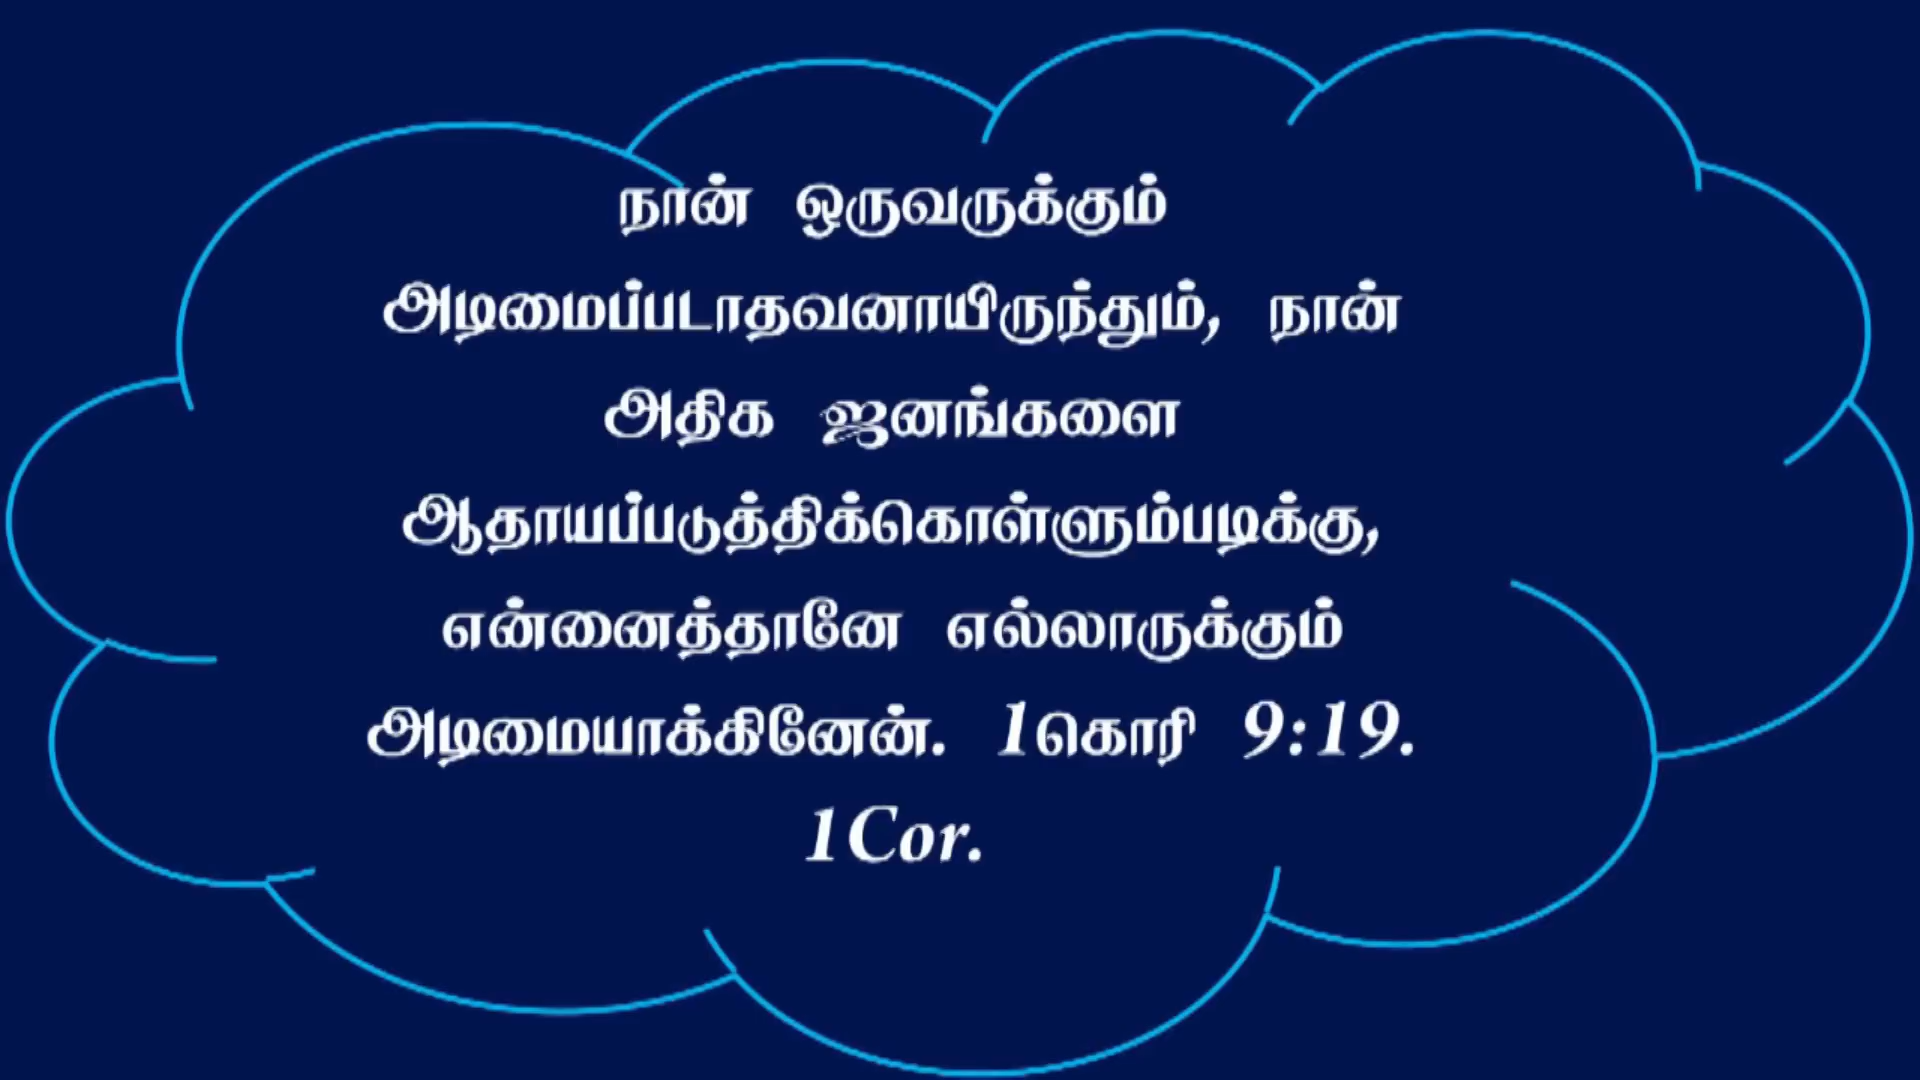 நான் ஒருவருக்கும்
அடிமைப்படாதவனாயிருந்தும், நான்
அதிக ஜனங்களை
ஆதாயப்படுத்திக்கொள்ளும்படிக்கு,
என்னைத்தானே எல்லாருக்கும்
அடிமையாக்கினேன். 1கொரி 9:19.
1Cor.